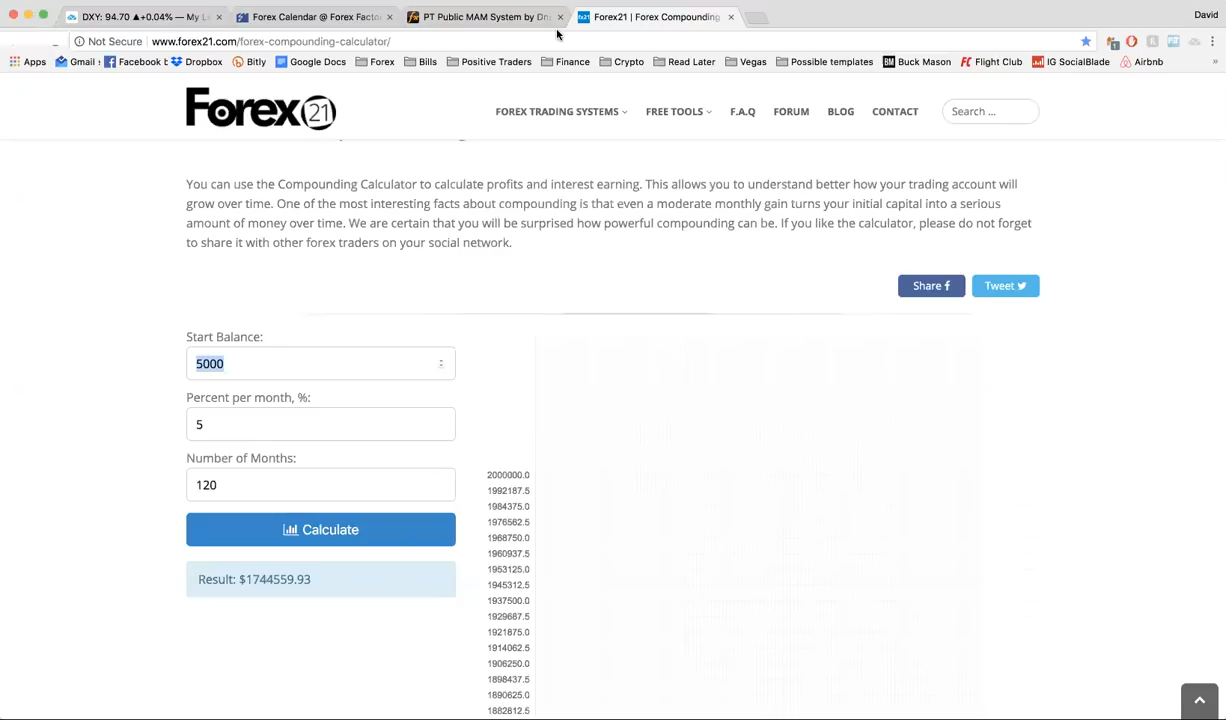 DXY: 94.70 ▲+0.04% — My L
Forex Calendar @ Forex Facto
PT Public MAM System by Dns
Forex21 | Forex Compounding
David
Not Secure
www.forex21.com/forex-compounding-calculator/
Apps
Gmail
Facebook
Dropbox
Bitly
Google Docs
Forex
Bills
Positive Traders
Finance
Crypto
Read Later
Vegas
Possible templates
BM Buck Mason
FC Flight Club
IG SocialBlade
Airbnb
»
Forex21
FOREX TRADING SYSTEMS
FREE TOOLS
F.A.Q
FORUM
BLOG
CONTACT
Search ...
You can use the Compounding Calculator to calculate profits and interest earning. This allows you to understand better how your trading account will
grow over time. One of the most interesting facts about compounding is that even a moderate monthly gain turns your initial capital into a serious
amount of money over time. We are certain that you will be surprised how powerful compounding can be. If you like the calculator, please do not forget
to share it with other forex traders on your social network.
Share f
Tweet
Start Balance:
5000
Percent per month, %:
5
Number of Months:
120
Calculate
Result: $1744559.93
2000000.0
1992187.5
1984375.0
1976562.5
1968750.0
1960937.5
1953125.0
1945312.5
1937500.0
1929687.5
1921875.0
1914062.5
1906250.0
1898437.5
1890625.0
1882812.5